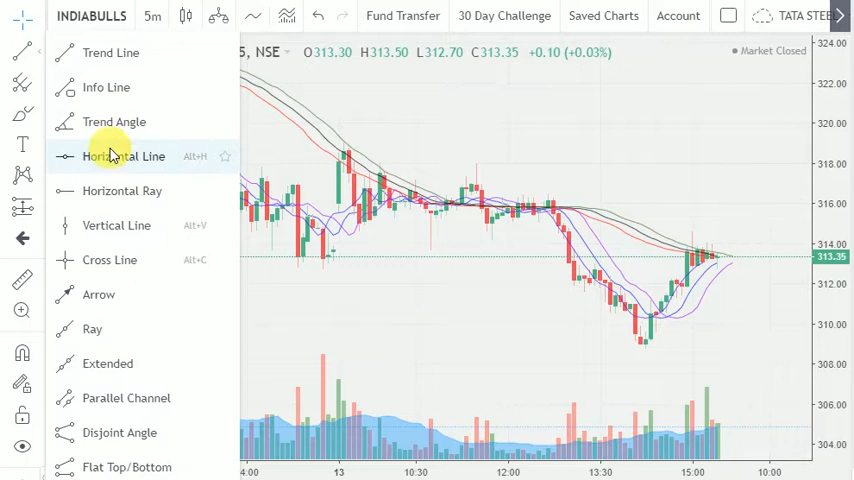 INDIABULLS 5m Fund Transfer 30 Day Challenge Saved Charts Account TATA STEEL
5, NSE O313.30 H313.50 L312.70 C313.35 +0.10 (+0.03%) Market Closed
Trend Line
Info Line
Trend Angle
Horizontal Line Alt+H
Horizontal Ray
Vertical Line Alt+V
Cross Line Alt+C
Arrow
Ray
Extended
Parallel Channel
Disjoint Angle
Flat Top/Bottom
324.00
322.00
320.00
318.00
316.00
314.00
313.35
312.00
310.00
308.00
306.00
304.00
4:00 13 10:30 12:00 13:30 15:00 10:00